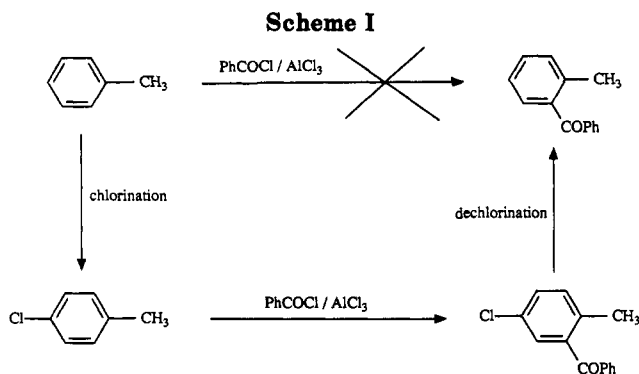 Scheme I
CH₃
PhCOCl / AlCl₃
CH₃
COPh
chlorination
dechlorination
Cl
CH₃
PhCOCl / AlCl₃
Cl
CH₃
COPh